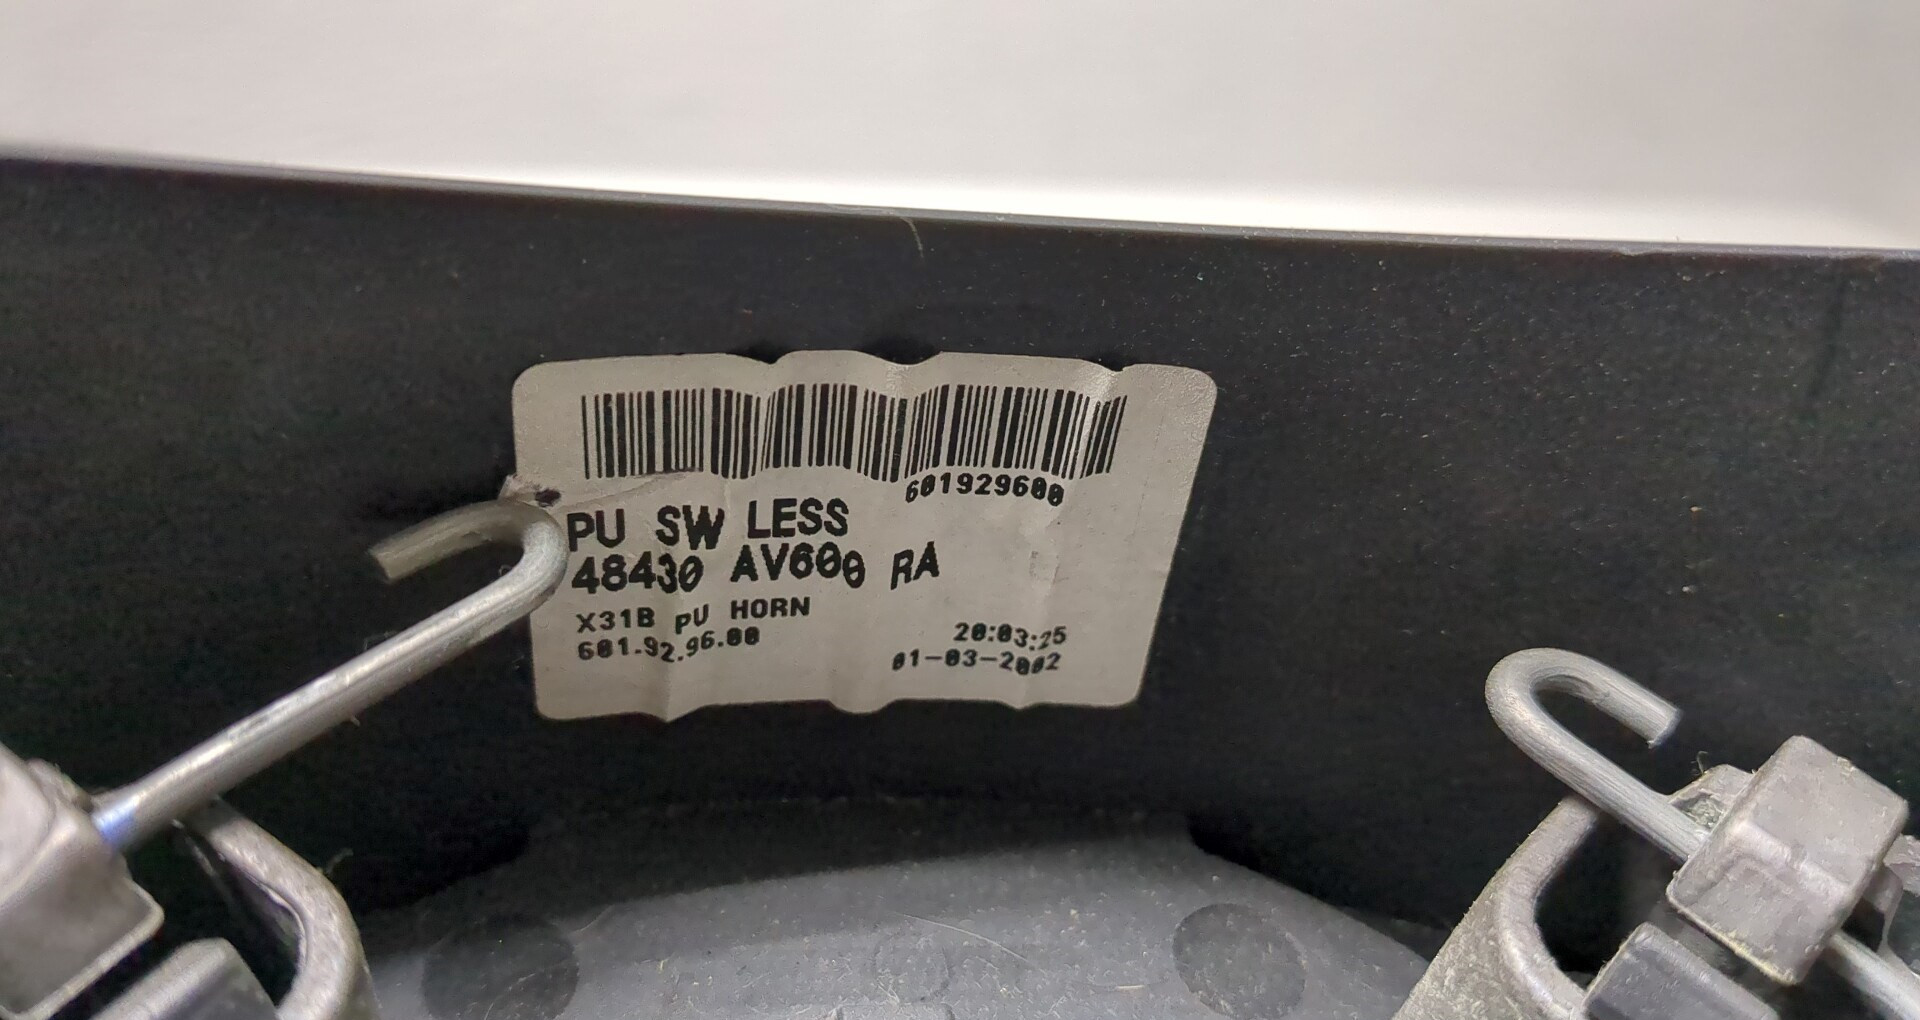 601929600
PU SW LESS
48430 AV600 RA
X31B PU HORN
601.92.96.00
20:03:25
01-03-2002